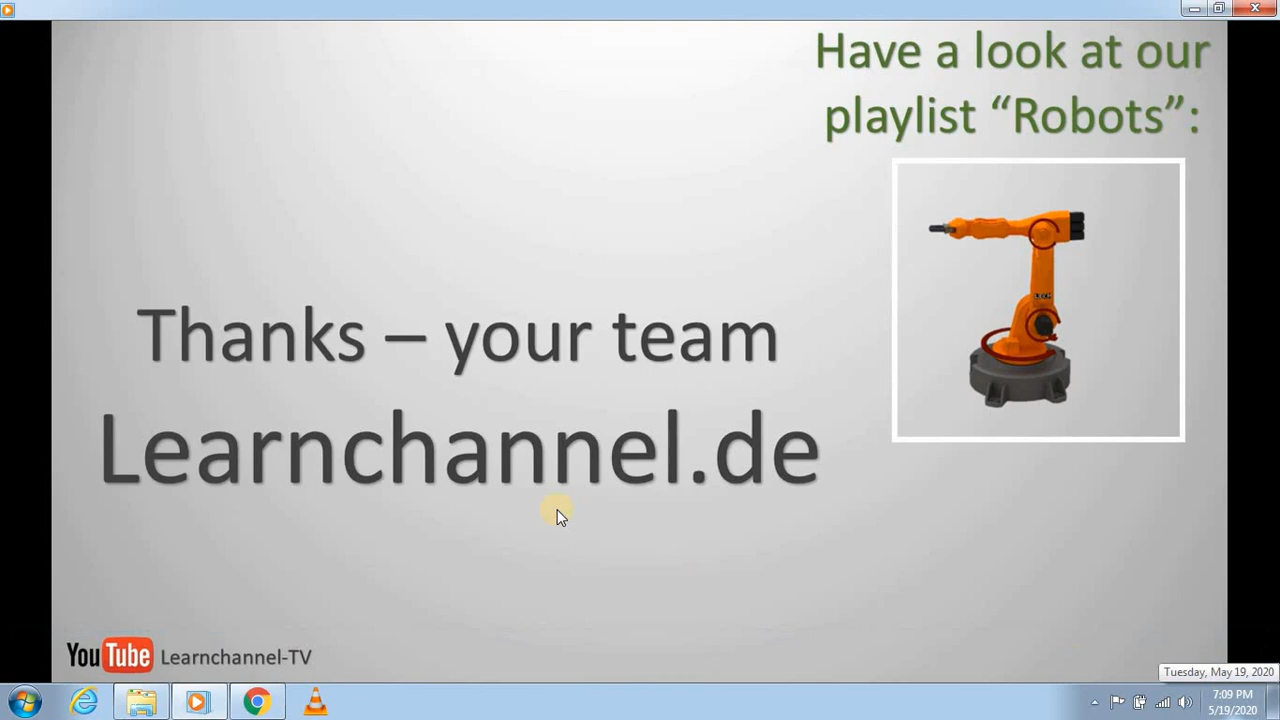 Have a look at our
playlist “Robots”:
Thanks – your team
Learnchannel.de
YouTube Learnchannel-TV
Tuesday, May 19, 2020
7:09 PM
5/19/2020